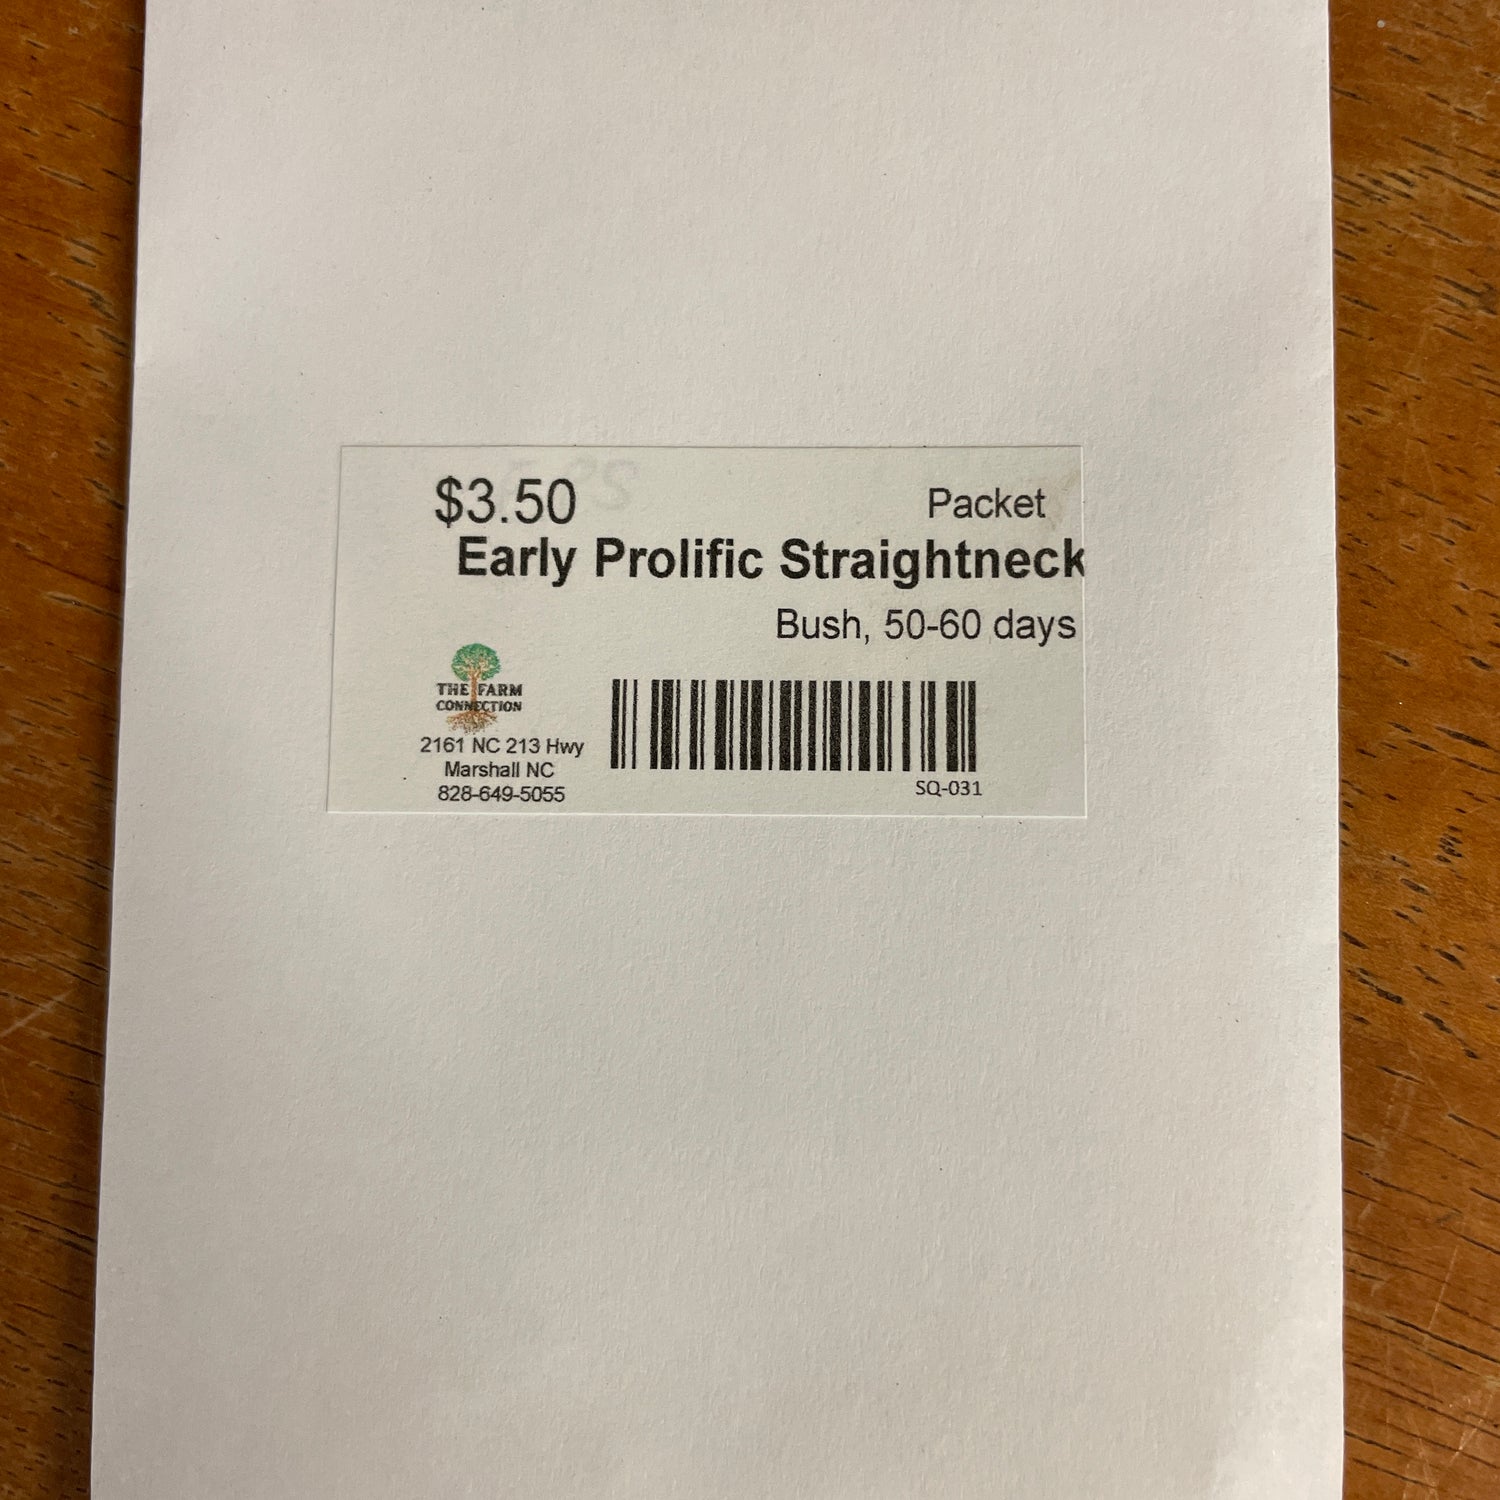 $3.50 Packet
Early Prolific Straightneck
Bush, 50-60 days
THE FARM
CONNECTION
2161 NC 213 Hwy
Marshall NC
828-649-5055
SQ-031